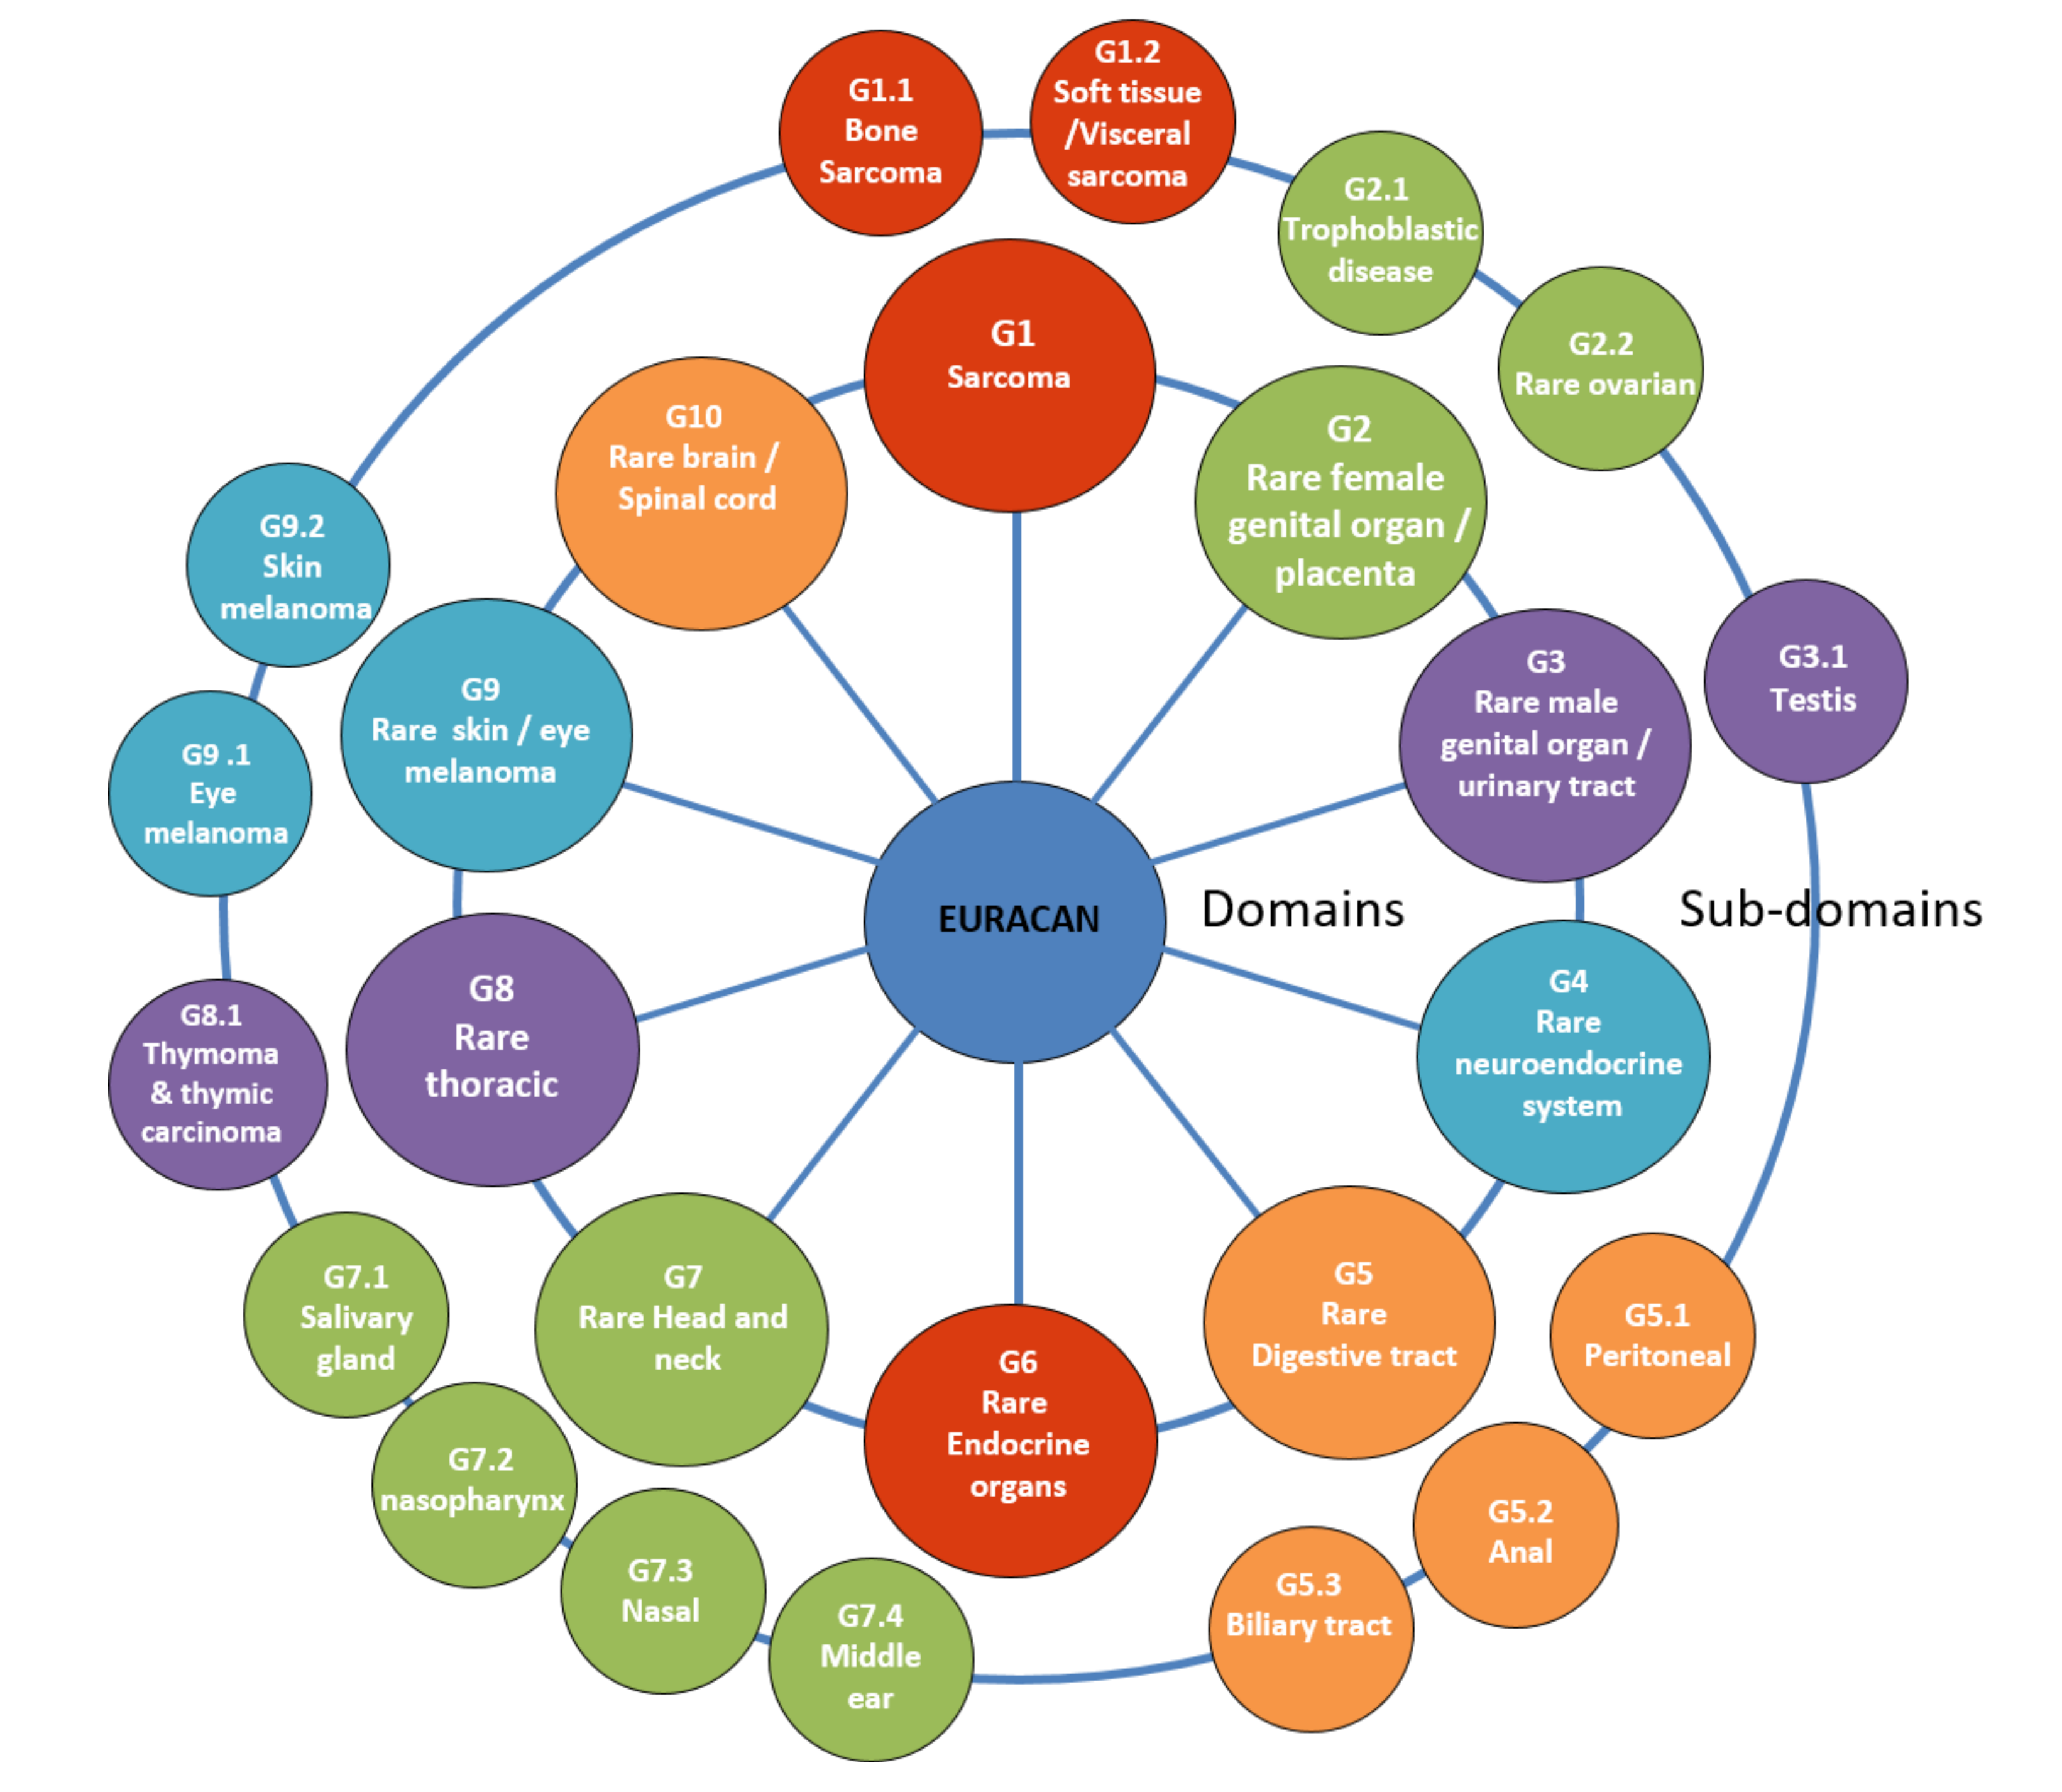 G1.1
Bone
Sarcoma
G1.2
Soft tissue
/Visceral
sarcoma
G2.1
Trophoblastic
disease
G2.2
Rare ovarian
G1
Sarcoma
G10
Rare brain /
Spinal cord
G2
Rare female
genital organ /
placenta
G9.2
Skin
melanoma
G9
Rare  skin / eye
melanoma
G3
Rare male
genital organ /
urinary tract
G3.1
Testis
G9 .1
Eye
melanoma
EURACAN
Domains
Sub-domains
G8
Rare
thoracic
G4
Rare
neuroendocrine
system
G8.1
Thymoma
& thymic
carcinoma
G7.1
Salivary
gland
G7
Rare Head and
neck
G6
Rare
Endocrine
organs
G5
Rare
Digestive tract
G5.1
Peritoneal
G7.2
nasopharynx
G7.3
Nasal
G7.4
Middle
ear
G5.3
Biliary tract
G5.2
Anal